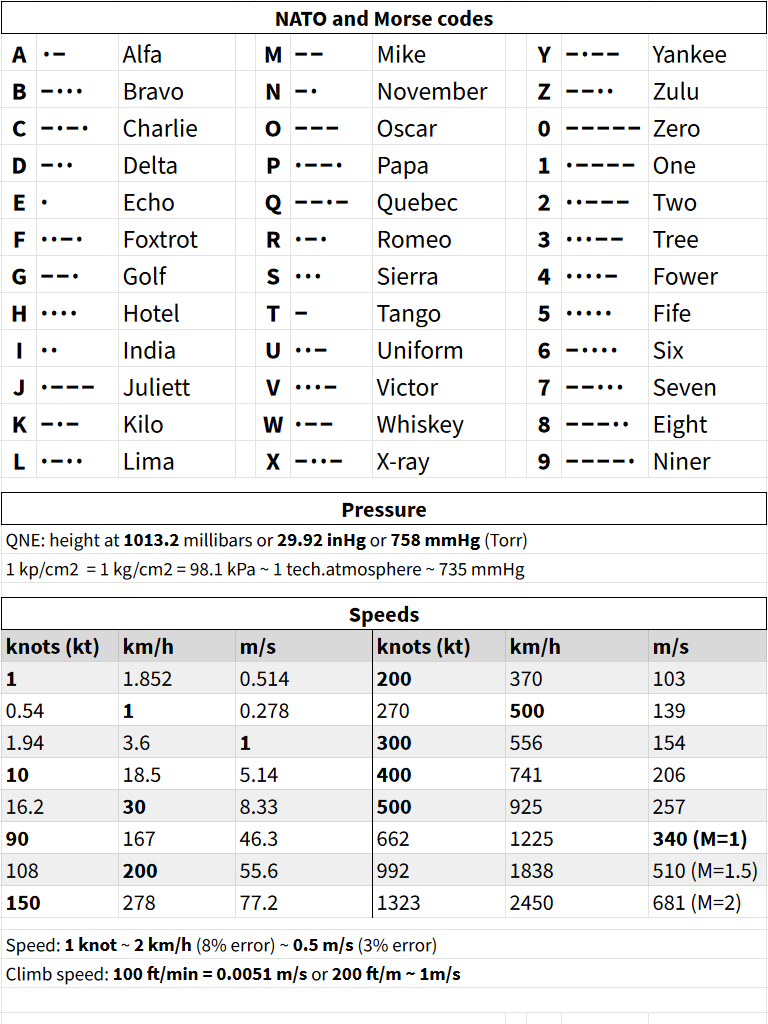 NATO and Morse codes
A •– Alfa M –– Mike Y –•–– Yankee
B –••• Bravo N –• November Z ––•• Zulu
C –•–• Charlie O ––– Oscar 0 ––––– Zero
D –•• Delta P •––• Papa 1 •–––– One
E • Echo Q ––•– Quebec 2 ••––– Two
F ••–• Foxtrot R •–• Romeo 3 •••–– Tree
G ––• Golf S ••• Sierra 4 ••••– Fower
H •••• Hotel T – Tango 5 ••••• Fife
I •• India U ••– Uniform 6 –•••• Six
J •––– Juliett V •••– Victor 7 ––••• Seven
K –•– Kilo W •–– Whiskey 8 –––•• Eight
L •–•• Lima X –••– X-ray 9 ––––• Niner
Pressure
QNE: height at 1013.2 millibars or 29.92 inHg or 758 mmHg (Torr)
1 kp/cm2 = 1 kg/cm2 = 98.1 kPa ~ 1 tech.atmosphere ~ 735 mmHg
Speeds
knots (kt) km/h m/s knots (kt) km/h m/s
1 1.852 0.514 200 370 103
0.54 1 0.278 270 500 139
1.94 3.6 1 300 556 154
10 18.5 5.14 400 741 206
16.2 30 8.33 500 925 257
90 167 46.3 662 1225 340 (M=1)
108 200 55.6 992 1838 510 (M=1.5)
150 278 77.2 1323 2450 681 (M=2)
Speed: 1 knot ~ 2 km/h (8% error) ~ 0.5 m/s (3% error)
Climb speed: 100 ft/min = 0.0051 m/s or 200 ft/m ~ 1m/s